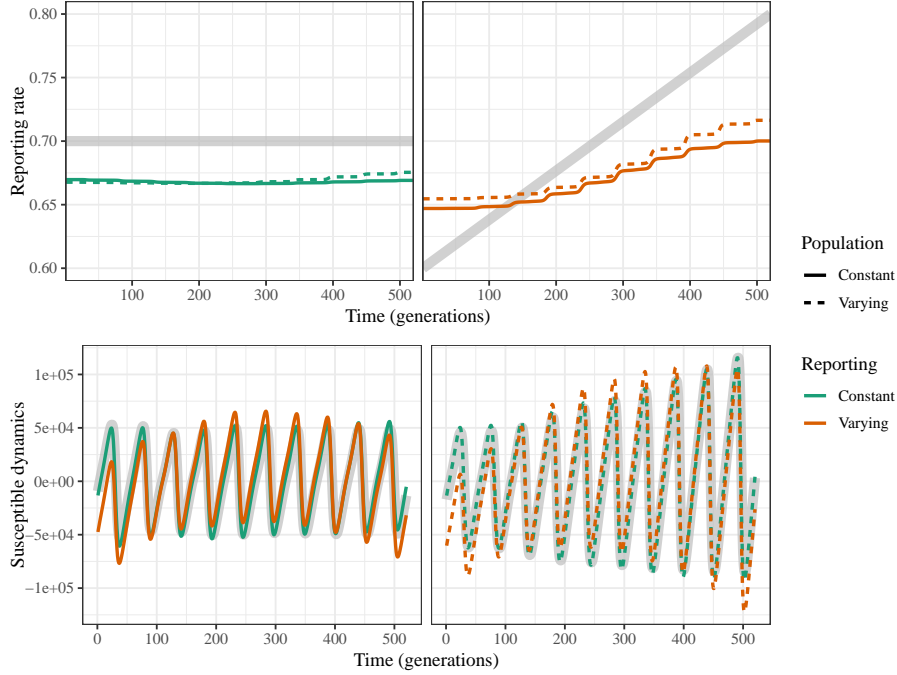 0.80
0.75
0.70
0.65
0.60
Reporting rate
100 200 300 400 500 100 200 300 400 500
Time (generations)
Population
Constant
Varying
Reporting
Constant
Varying
1e+05
5e+04
0e+00
−5e+04
−1e+05
Susceptible dynamics
0 100 200 300 400 500 0 100 200 300 400 500
Time (generations)